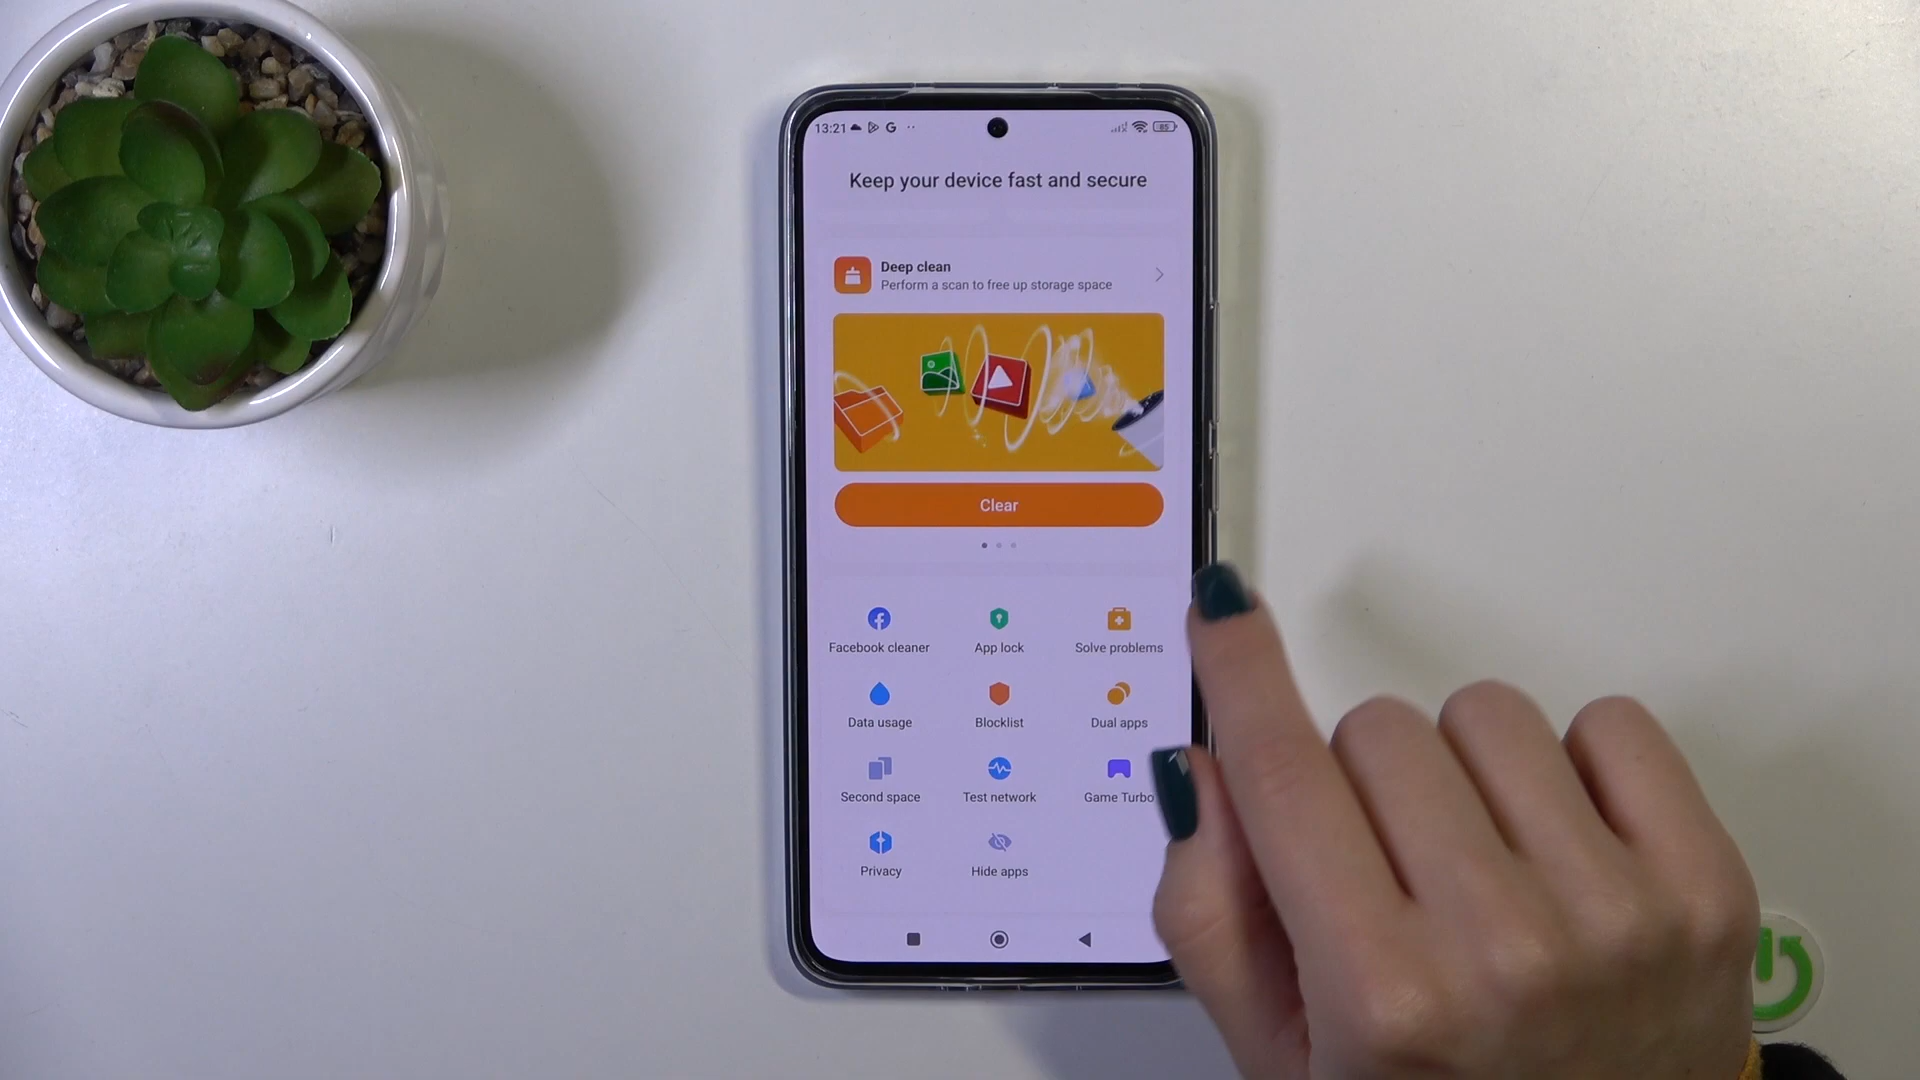 13:21
85
Keep your device fast and secure
Deep clean
Perform a scan to free up storage space
Clear
Facebook cleaner
App lock
Solve problems
Data usage
Blocklist
Dual apps
Second space
Test network
Game Turbo
Privacy
Hide apps